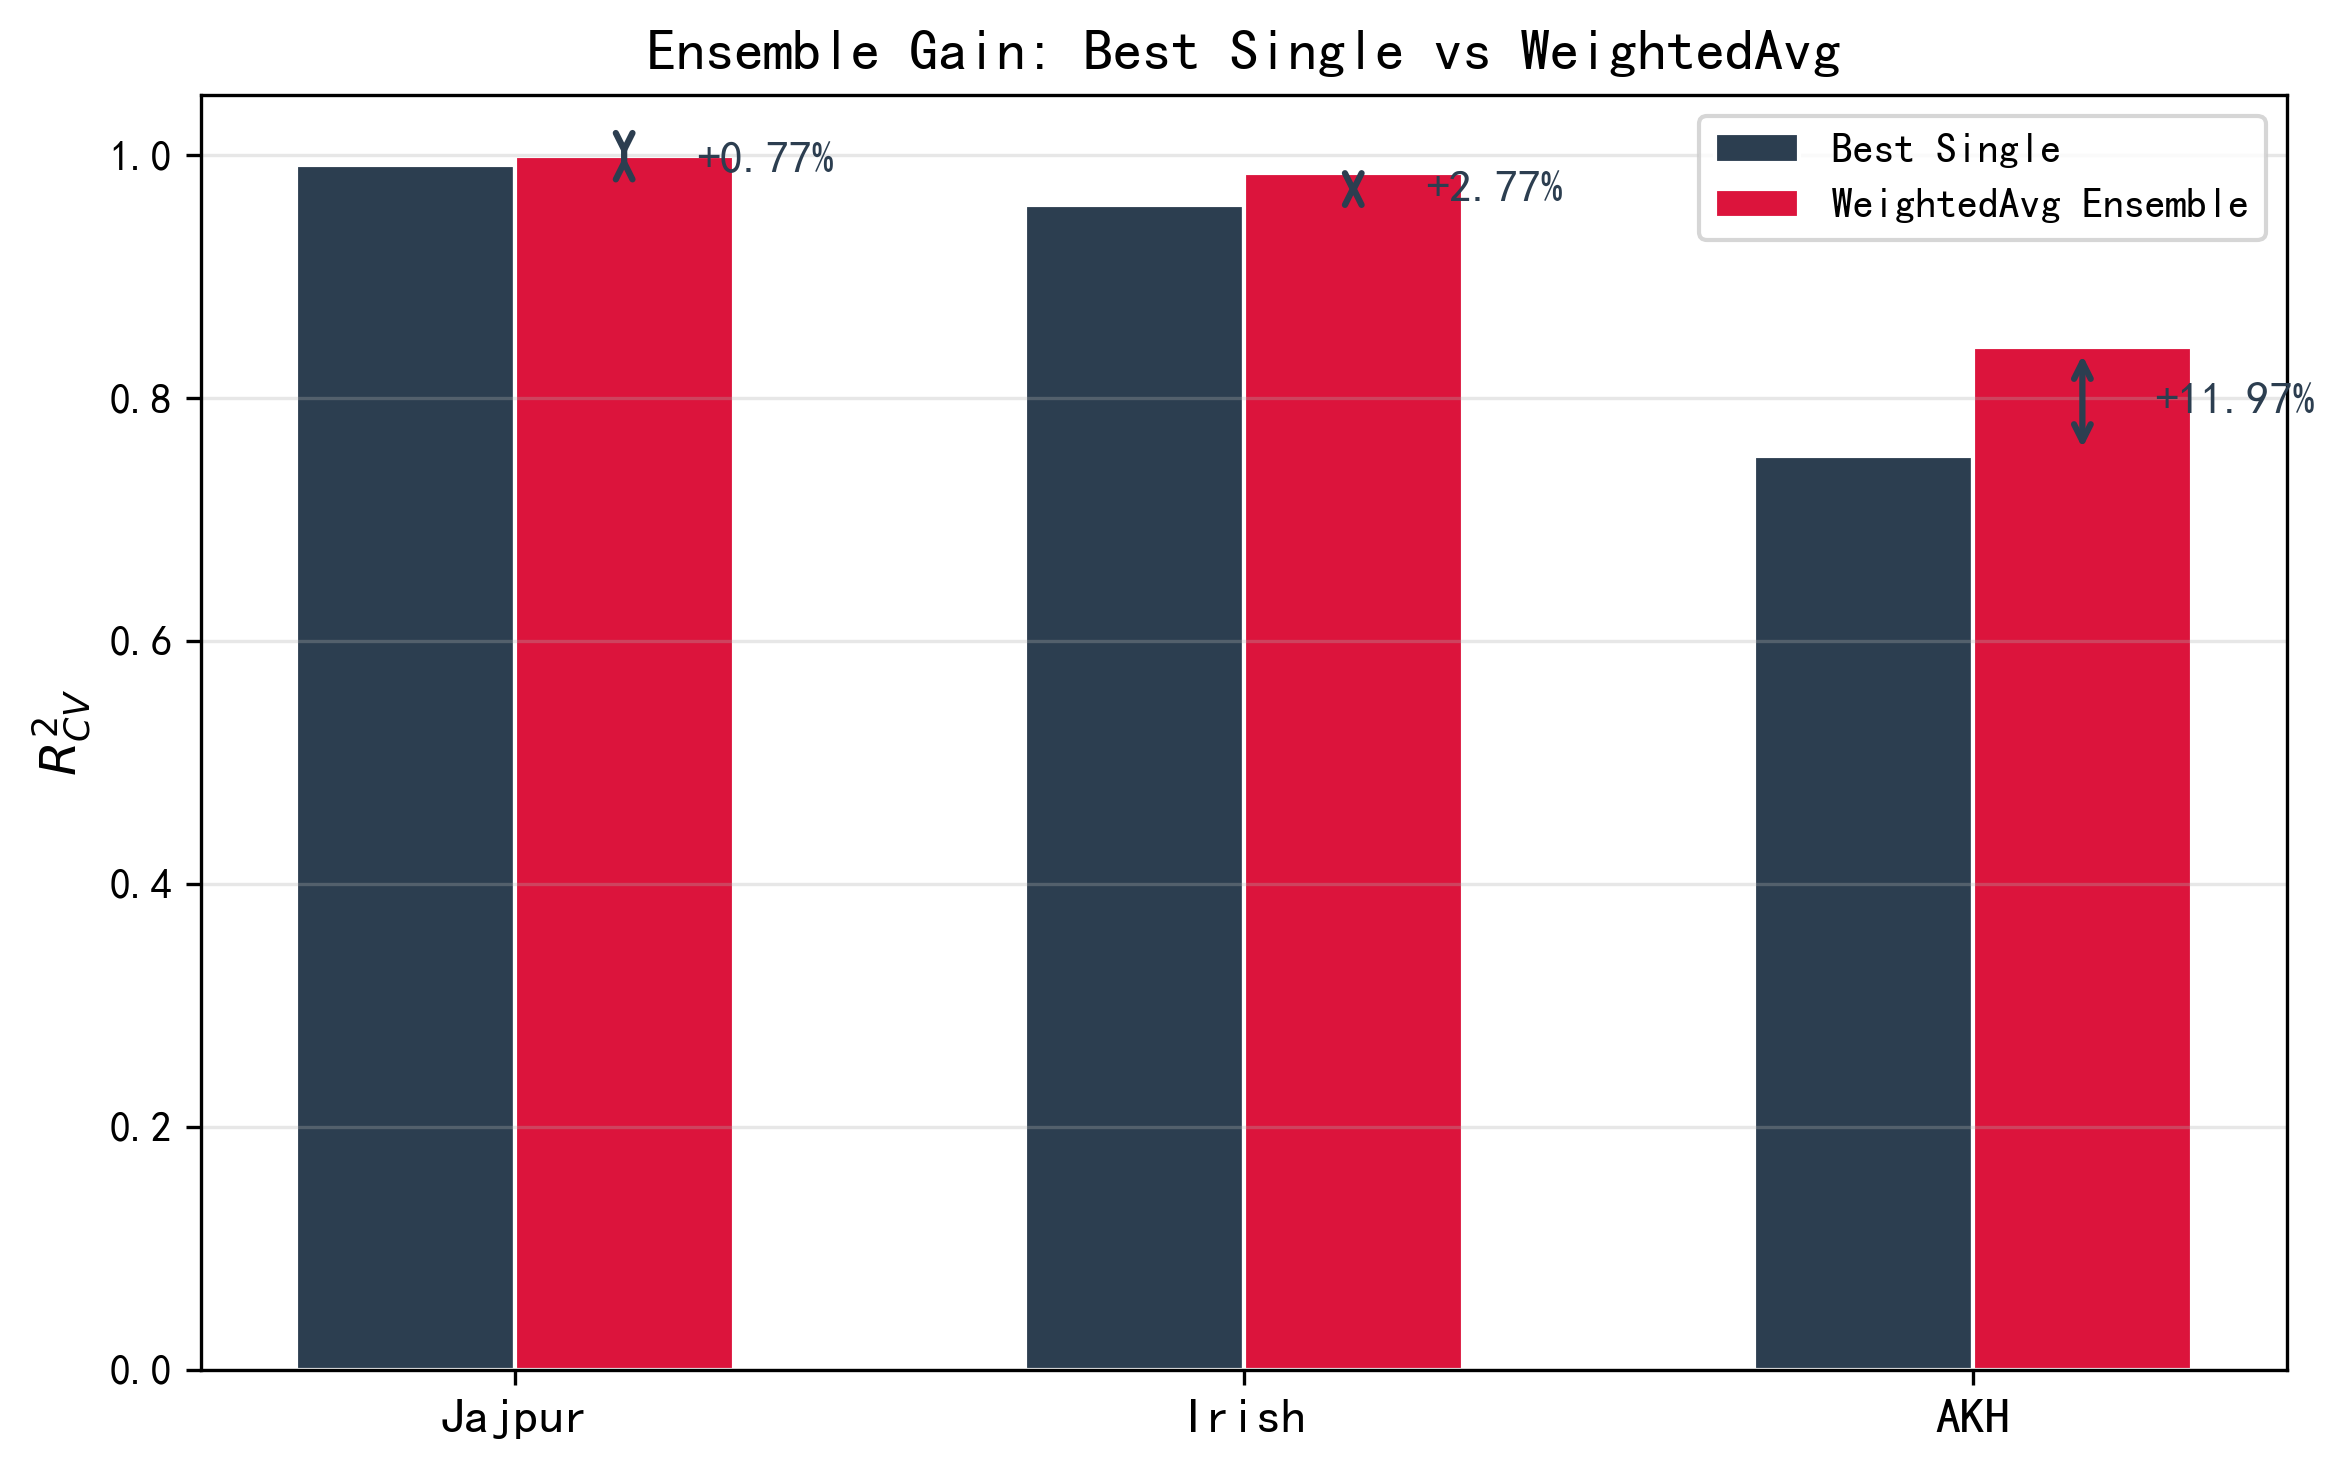 Ensemble Gain: Best Single vs WeightedAvg
Best Single
WeightedAvg Ensemble
+0.77%
+2.77%
+11.97%
1.0
0.8
0.6
0.4
0.2
0.0
R²CV
Jajpur
Irish
AKH